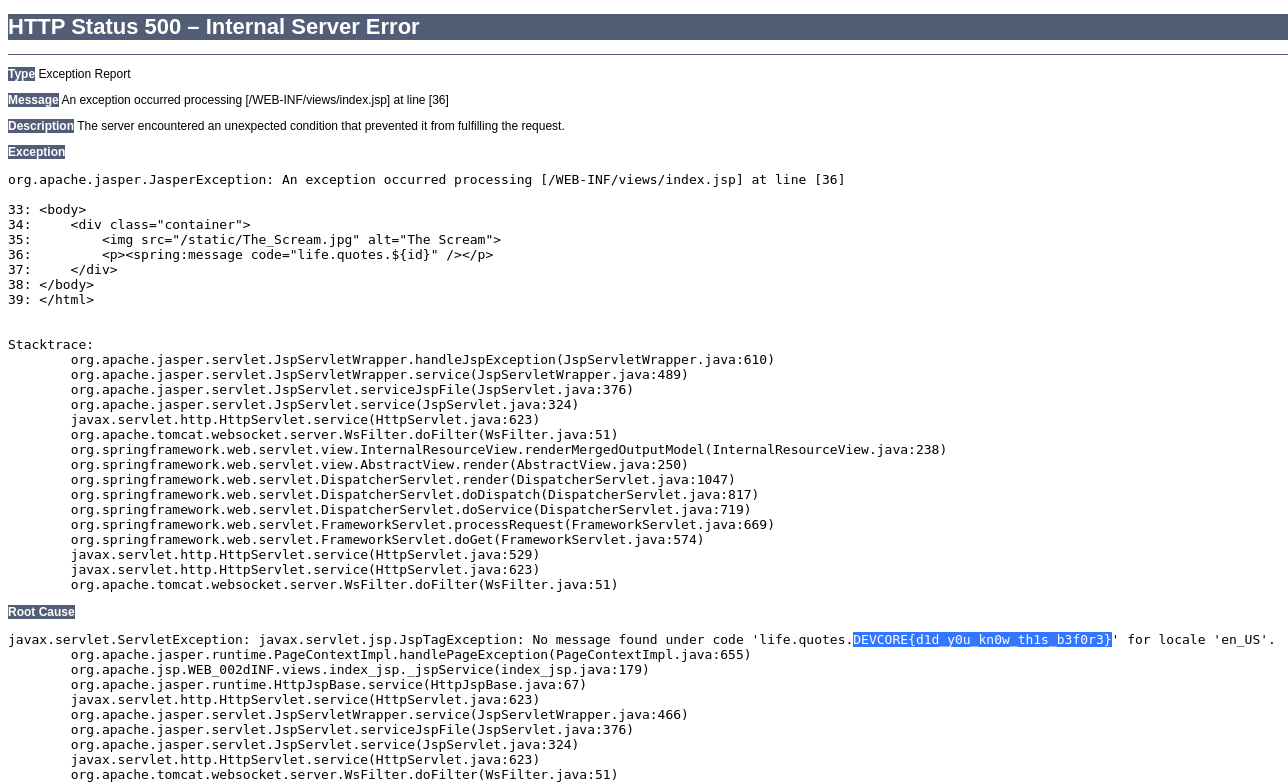 HTTP Status 500 – Internal Server Error
Type Exception Report
Message An exception occurred processing [/WEB-INF/views/index.jsp] at line [36]
Description The server encountered an unexpected condition that prevented it from fulfilling the request.
Exception
org.apache.jasper.JasperException: An exception occurred processing [/WEB-INF/views/index.jsp] at line [36]
33: <body>
34:     <div class="container">
35:         <img src="/static/The_Scream.jpg" alt="The Scream">
36:         <p><spring:message code="life.quotes.${id}" /></p>
37:     </div>
38: </body>
39: </html>
Stacktrace:
	org.apache.jasper.servlet.JspServletWrapper.handleJspException(JspServletWrapper.java:610)
	org.apache.jasper.servlet.JspServletWrapper.service(JspServletWrapper.java:489)
	org.apache.jasper.servlet.JspServlet.serviceJspFile(JspServlet.java:376)
	org.apache.jasper.servlet.JspServlet.service(JspServlet.java:324)
	javax.servlet.http.HttpServlet.service(HttpServlet.java:623)
	org.apache.tomcat.websocket.server.WsFilter.doFilter(WsFilter.java:51)
	org.springframework.web.servlet.view.InternalResourceView.renderMergedOutputModel(InternalResourceView.java:238)
	org.springframework.web.servlet.view.AbstractView.render(AbstractView.java:250)
	org.springframework.web.servlet.DispatcherServlet.render(DispatcherServlet.java:1047)
	org.springframework.web.servlet.DispatcherServlet.doDispatch(DispatcherServlet.java:817)
	org.springframework.web.servlet.DispatcherServlet.doService(DispatcherServlet.java:719)
	org.springframework.web.servlet.FrameworkServlet.processRequest(FrameworkServlet.java:669)
	org.springframework.web.servlet.FrameworkServlet.doGet(FrameworkServlet.java:574)
	javax.servlet.http.HttpServlet.service(HttpServlet.java:529)
	javax.servlet.http.HttpServlet.service(HttpServlet.java:623)
	org.apache.tomcat.websocket.server.WsFilter.doFilter(WsFilter.java:51)
Root Cause
javax.servlet.ServletException: javax.servlet.jsp.JspTagException: No message found under code 'life.quotes.DEVCORE{d1d_y0u_kn0w_th1s_b3f0r3}' for locale 'en_US'.
	org.apache.jasper.runtime.PageContextImpl.handlePageException(PageContextImpl.java:655)
	org.apache.jsp.WEB_002dINF.views.index_jsp._jspService(index_jsp.java:179)
	org.apache.jasper.runtime.HttpJspBase.service(HttpJspBase.java:67)
	javax.servlet.http.HttpServlet.service(HttpServlet.java:623)
	org.apache.jasper.servlet.JspServletWrapper.service(JspServletWrapper.java:466)
	org.apache.jasper.servlet.JspServlet.serviceJspFile(JspServlet.java:376)
	org.apache.jasper.servlet.JspServlet.service(JspServlet.java:324)
	javax.servlet.http.HttpServlet.service(HttpServlet.java:623)
	org.apache.tomcat.websocket.server.WsFilter.doFilter(WsFilter.java:51)